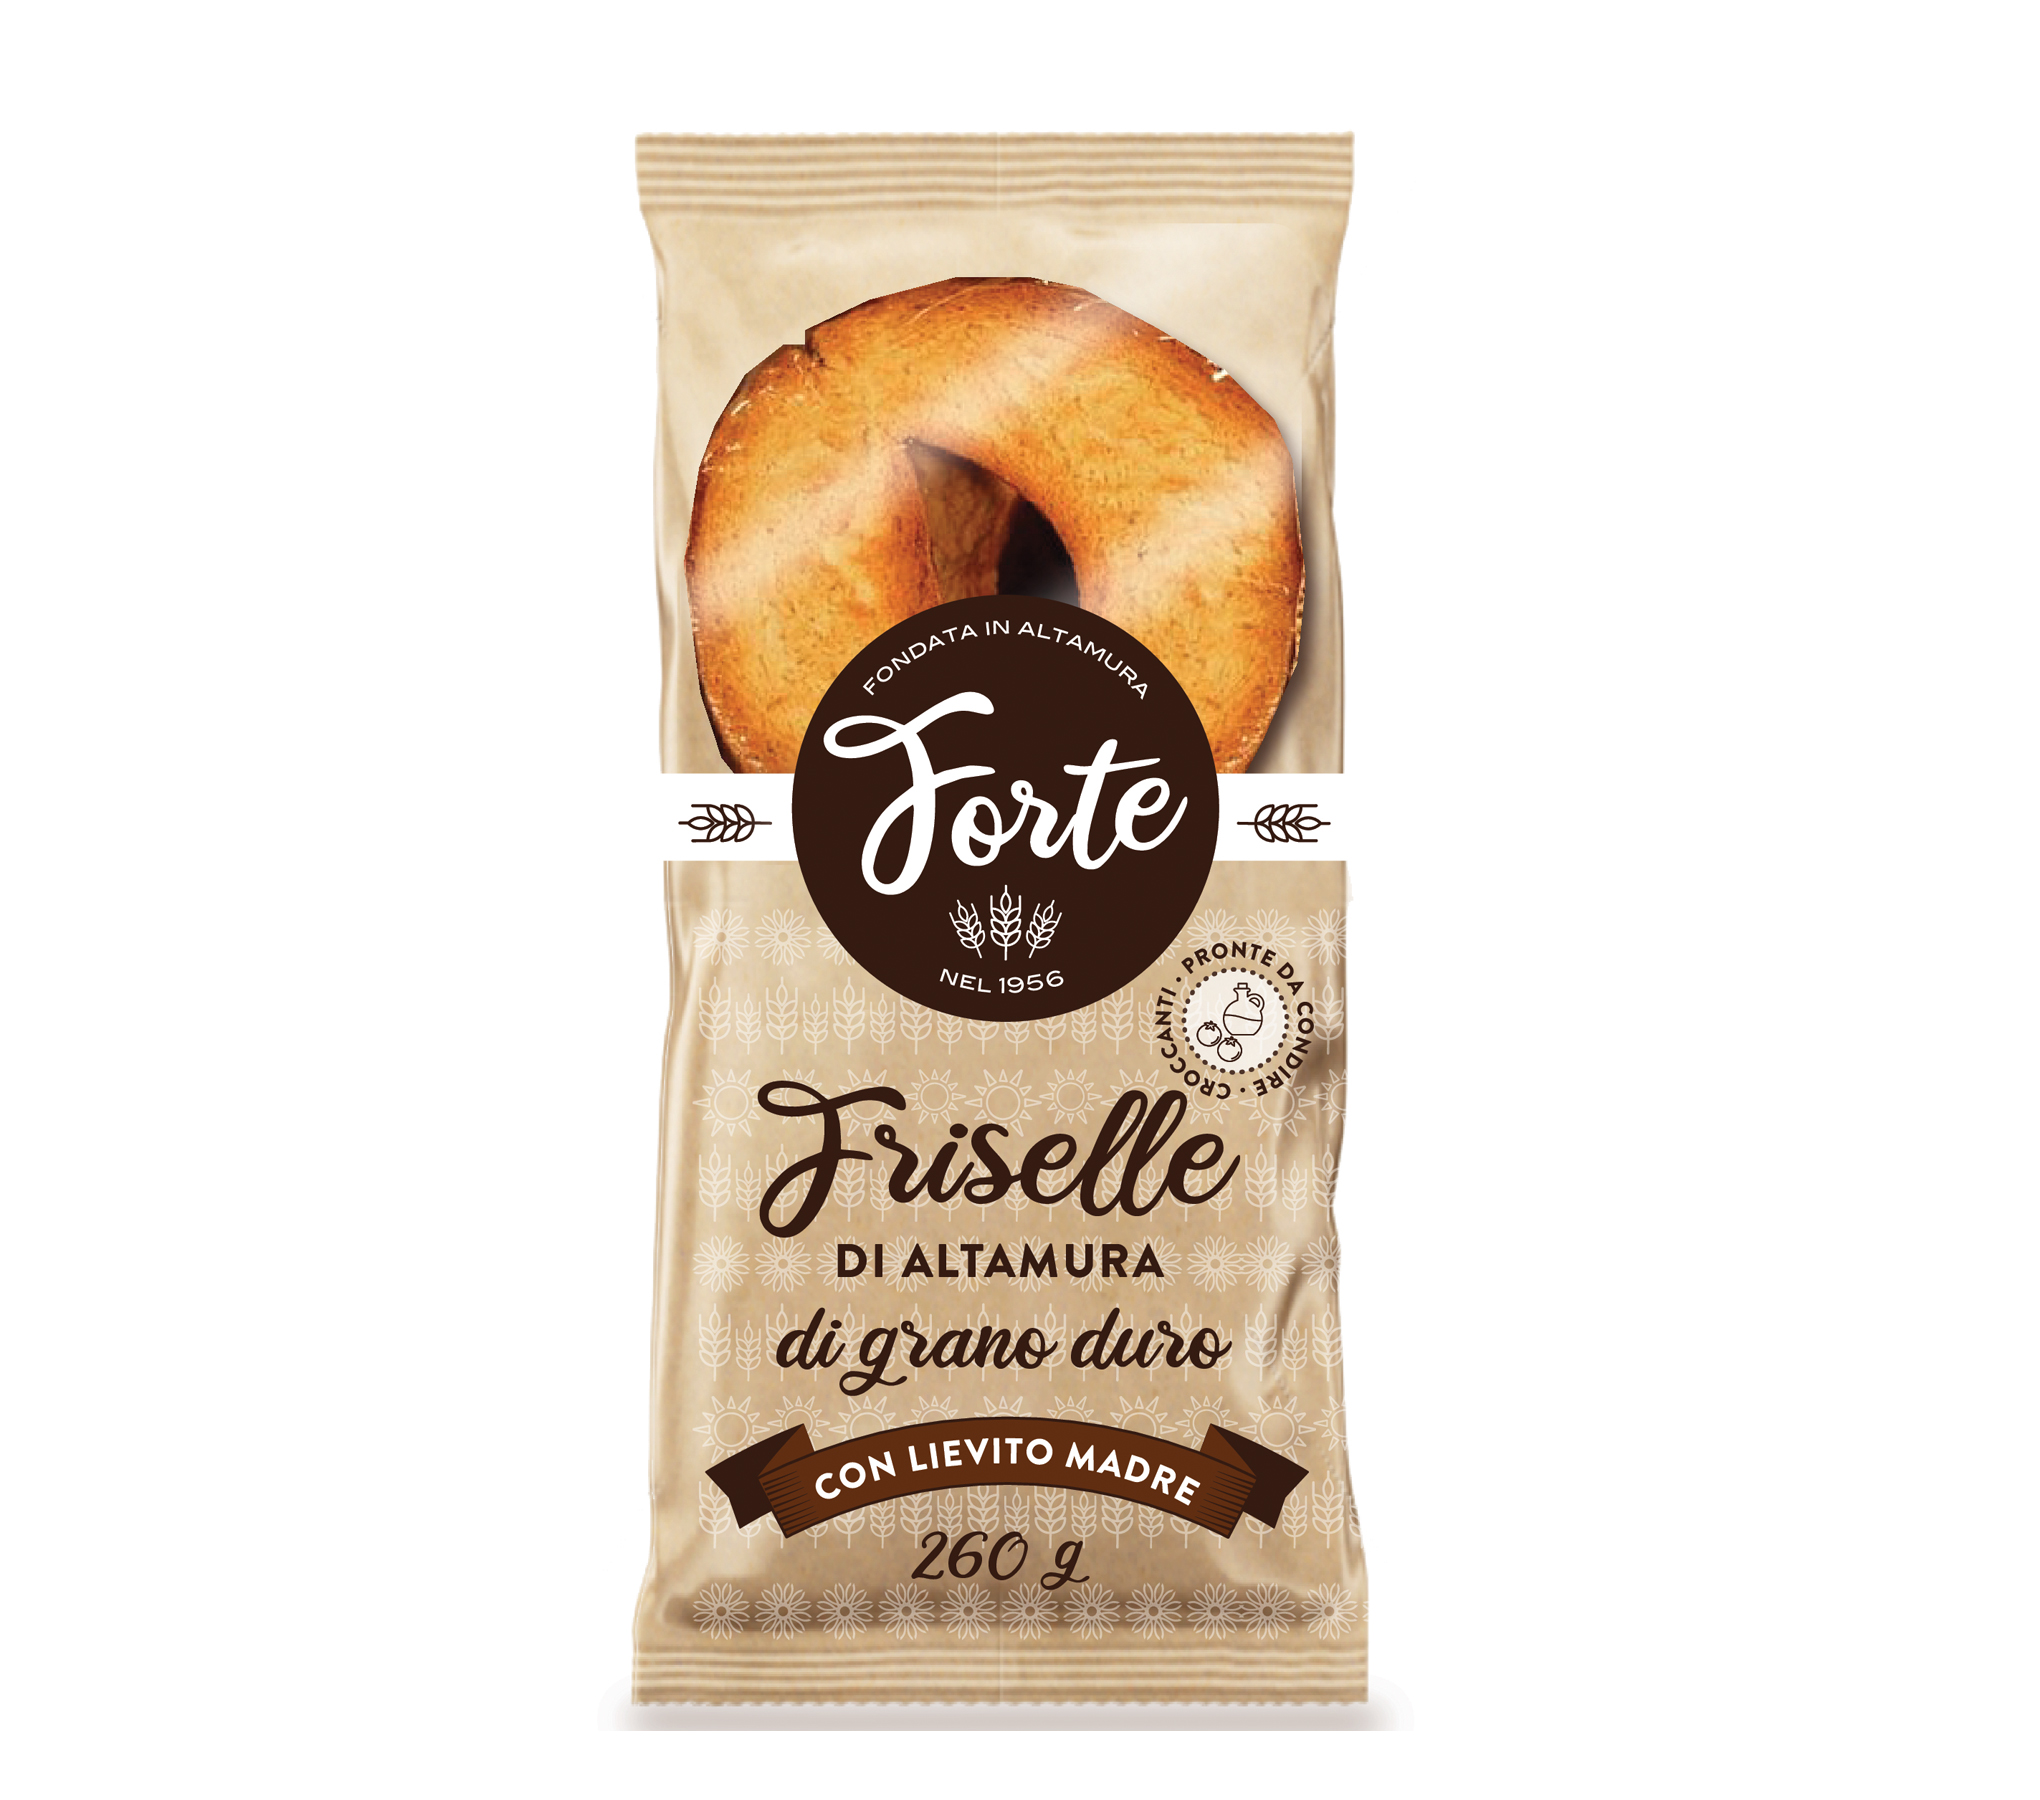 FONDATA IN ALTAMURA
Forte
NEL 1956
PRONTE DA CONDIRE · CROCCANTI ·
Friselle
DI ALTAMURA
di grano duro
CON LIEVITO MADRE
260 g